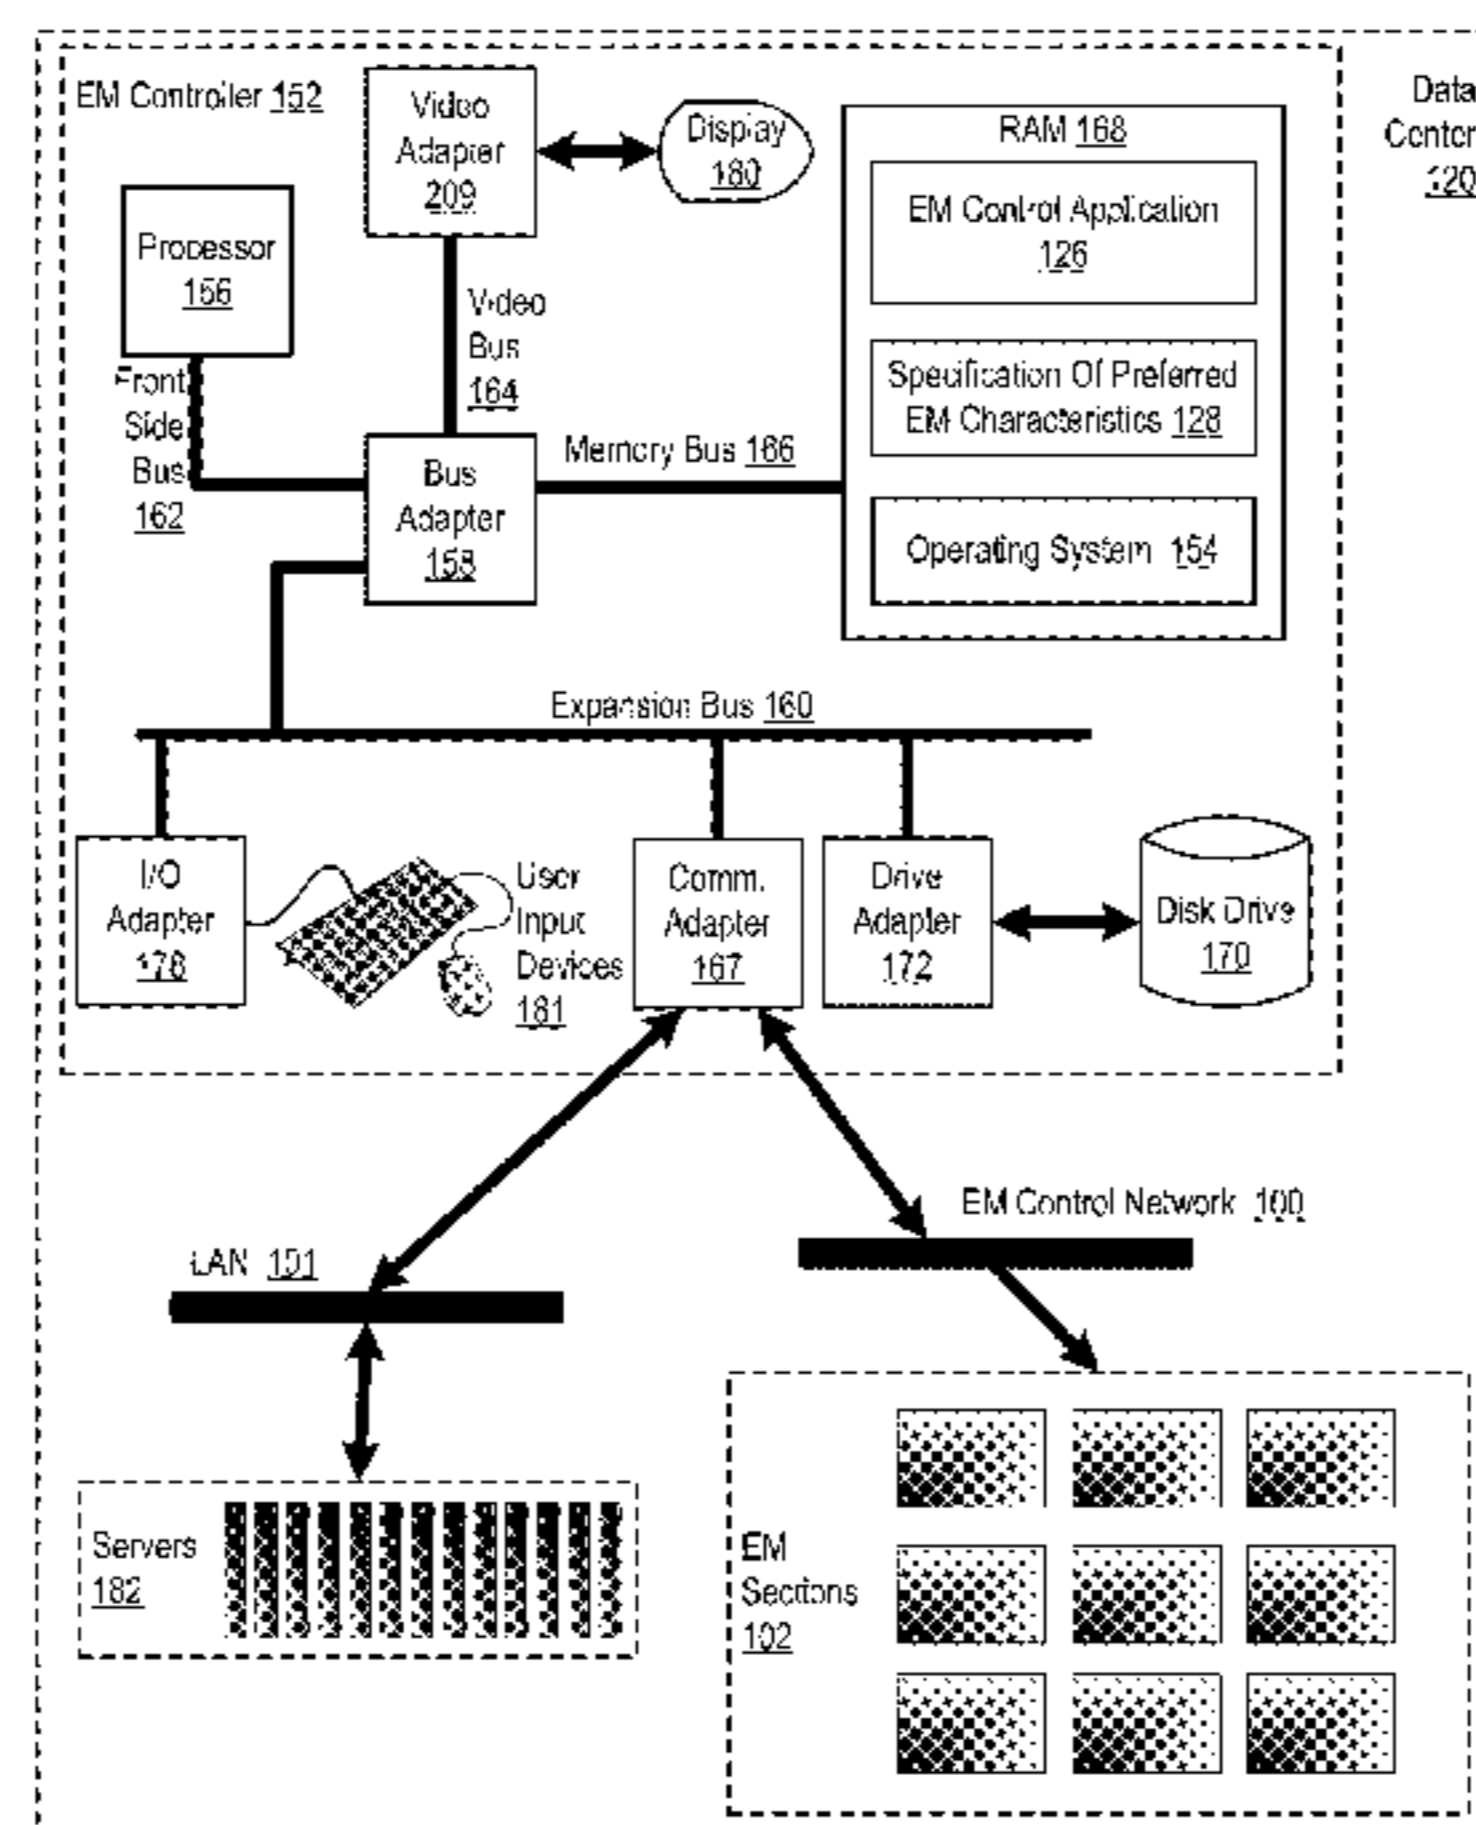 EM Controller 152
Data
Center
120
Video
Adapter
209
Display
180
RAM 168
EM Control Application
126
Processor
156
Video
Bus
164
Specification Of Preferred
EM Characteristics 128
Front
Side
Bus
162
Bus
Adapter
158
Memory Bus 166
Operating System 154
Expansion Bus 160
I/O
Adapter
178
User
Input
Devices
181
Comm.
Adapter
167
Drive
Adapter
172
Disk Drive
170
EM Control Network 100
LAN 101
Servers
182
EM
Sections
102